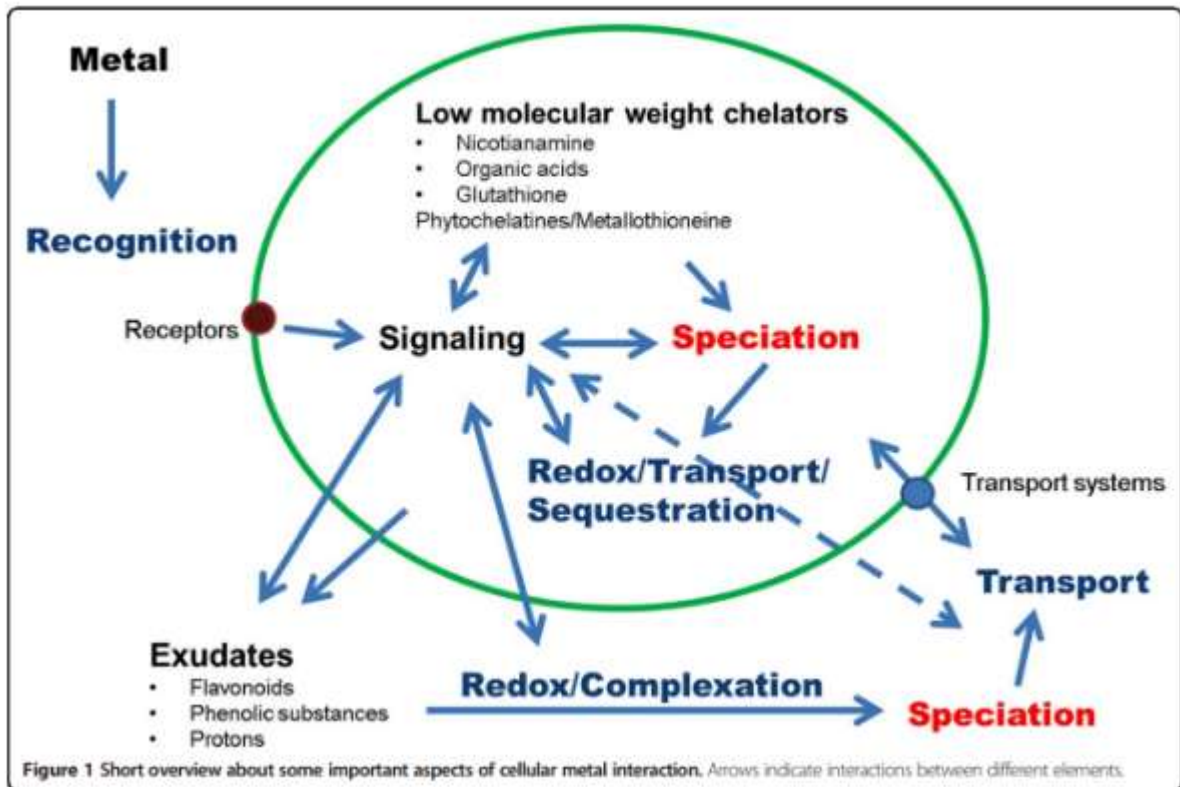 Metal
Low molecular weight chelators
• Nicotianamine
• Organic acids
• Glutathione
Phytochelatines/Metallothioneine
Recognition
Receptors
Signaling
Speciation
Redox/Transport/
Sequestration
Transport systems
Transport
Exudates
• Flavonoids
• Phenolic substances
• Protons
Redox/Complexation
Speciation
Figure 1 Short overview about some important aspects of cellular metal interaction. Arrows indicate interactions between different elements.